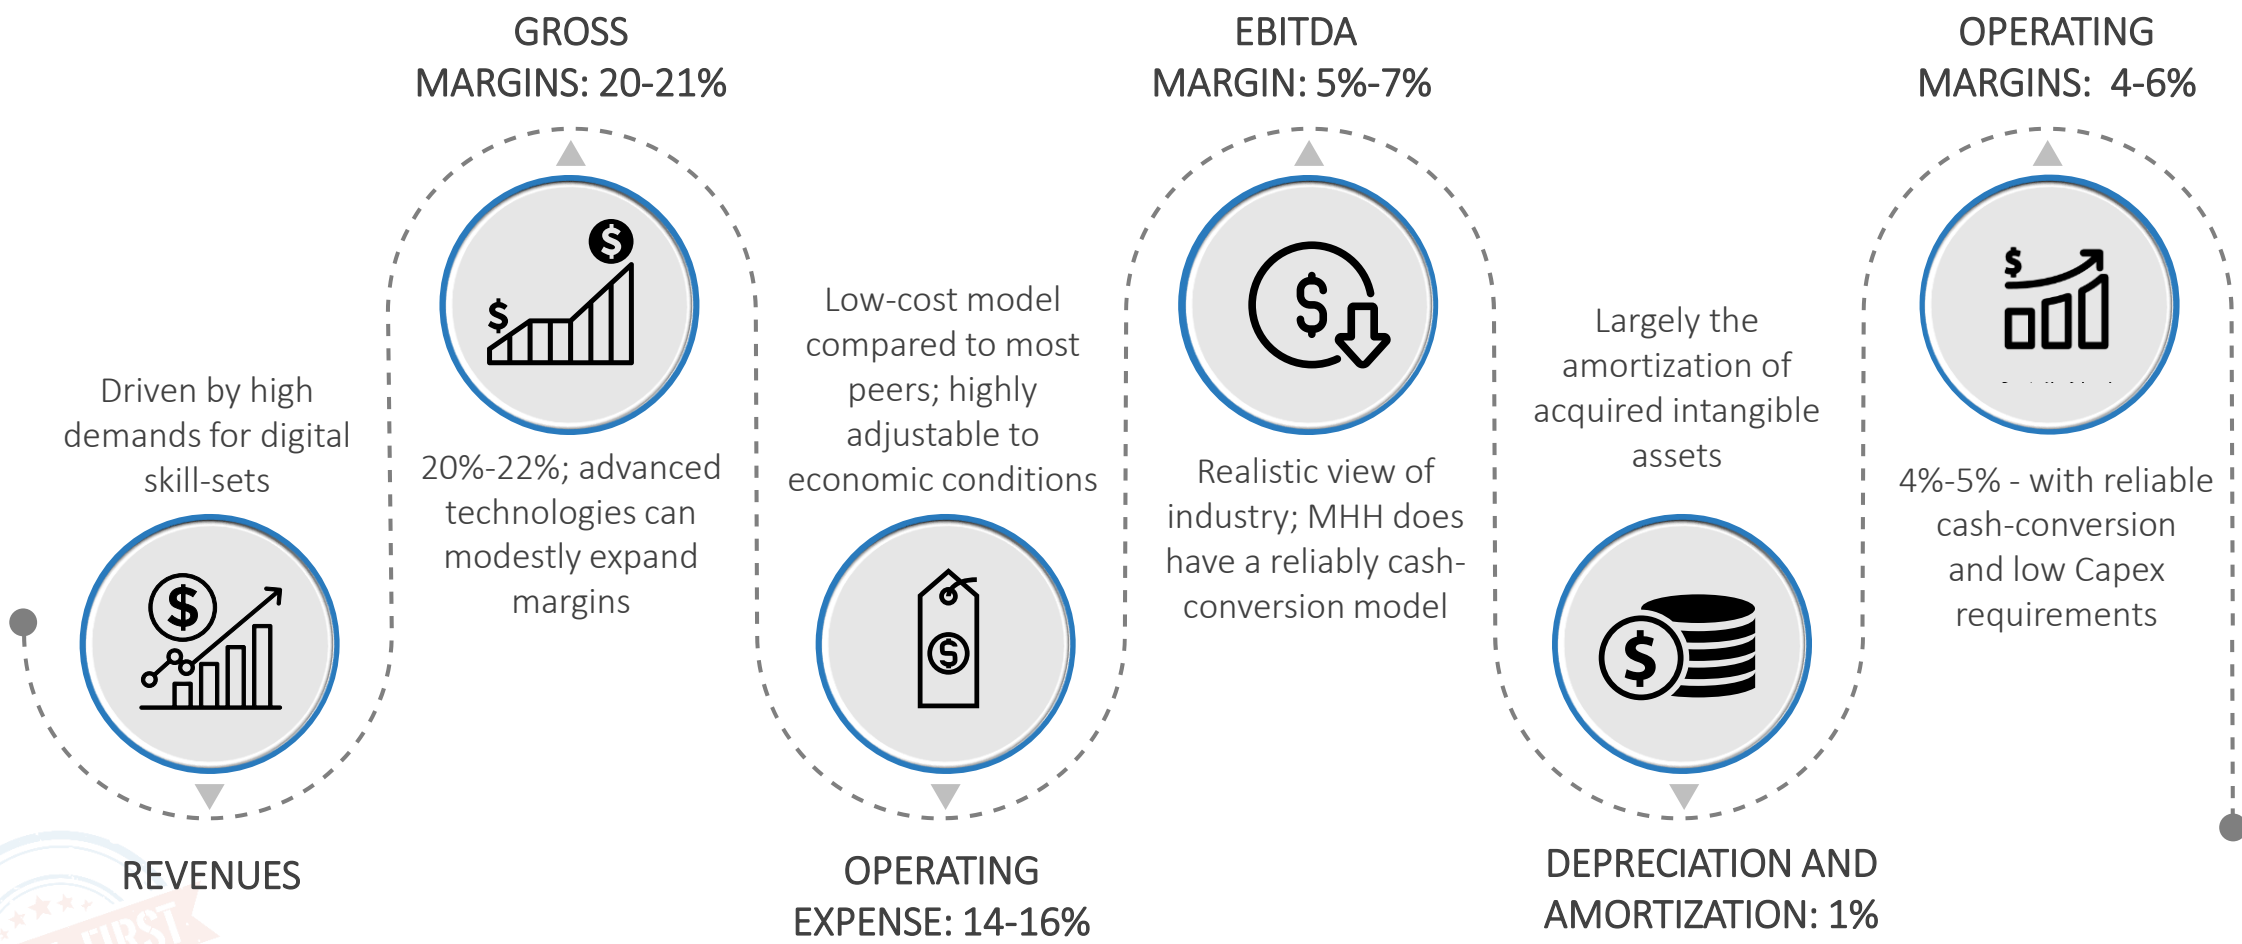 GROSS
MARGINS: 20-21%
EBITDA
MARGIN: 5%-7%
OPERATING
MARGINS: 4-6%
Driven by high
demands for digital
skill-sets
20%-22%; advanced
technologies can
modestly expand
margins
Low-cost model
compared to most
peers; highly
adjustable to
economic conditions
Realistic view of
industry; MHH does
have a reliably cash-
conversion model
Largely the
amortization of
acquired intangible
assets
4%-5% - with reliable
cash-conversion
and low Capex
requirements
REVENUES
OPERATING
EXPENSE: 14-16%
DEPRECIATION AND
AMORTIZATION: 1%
FIRST